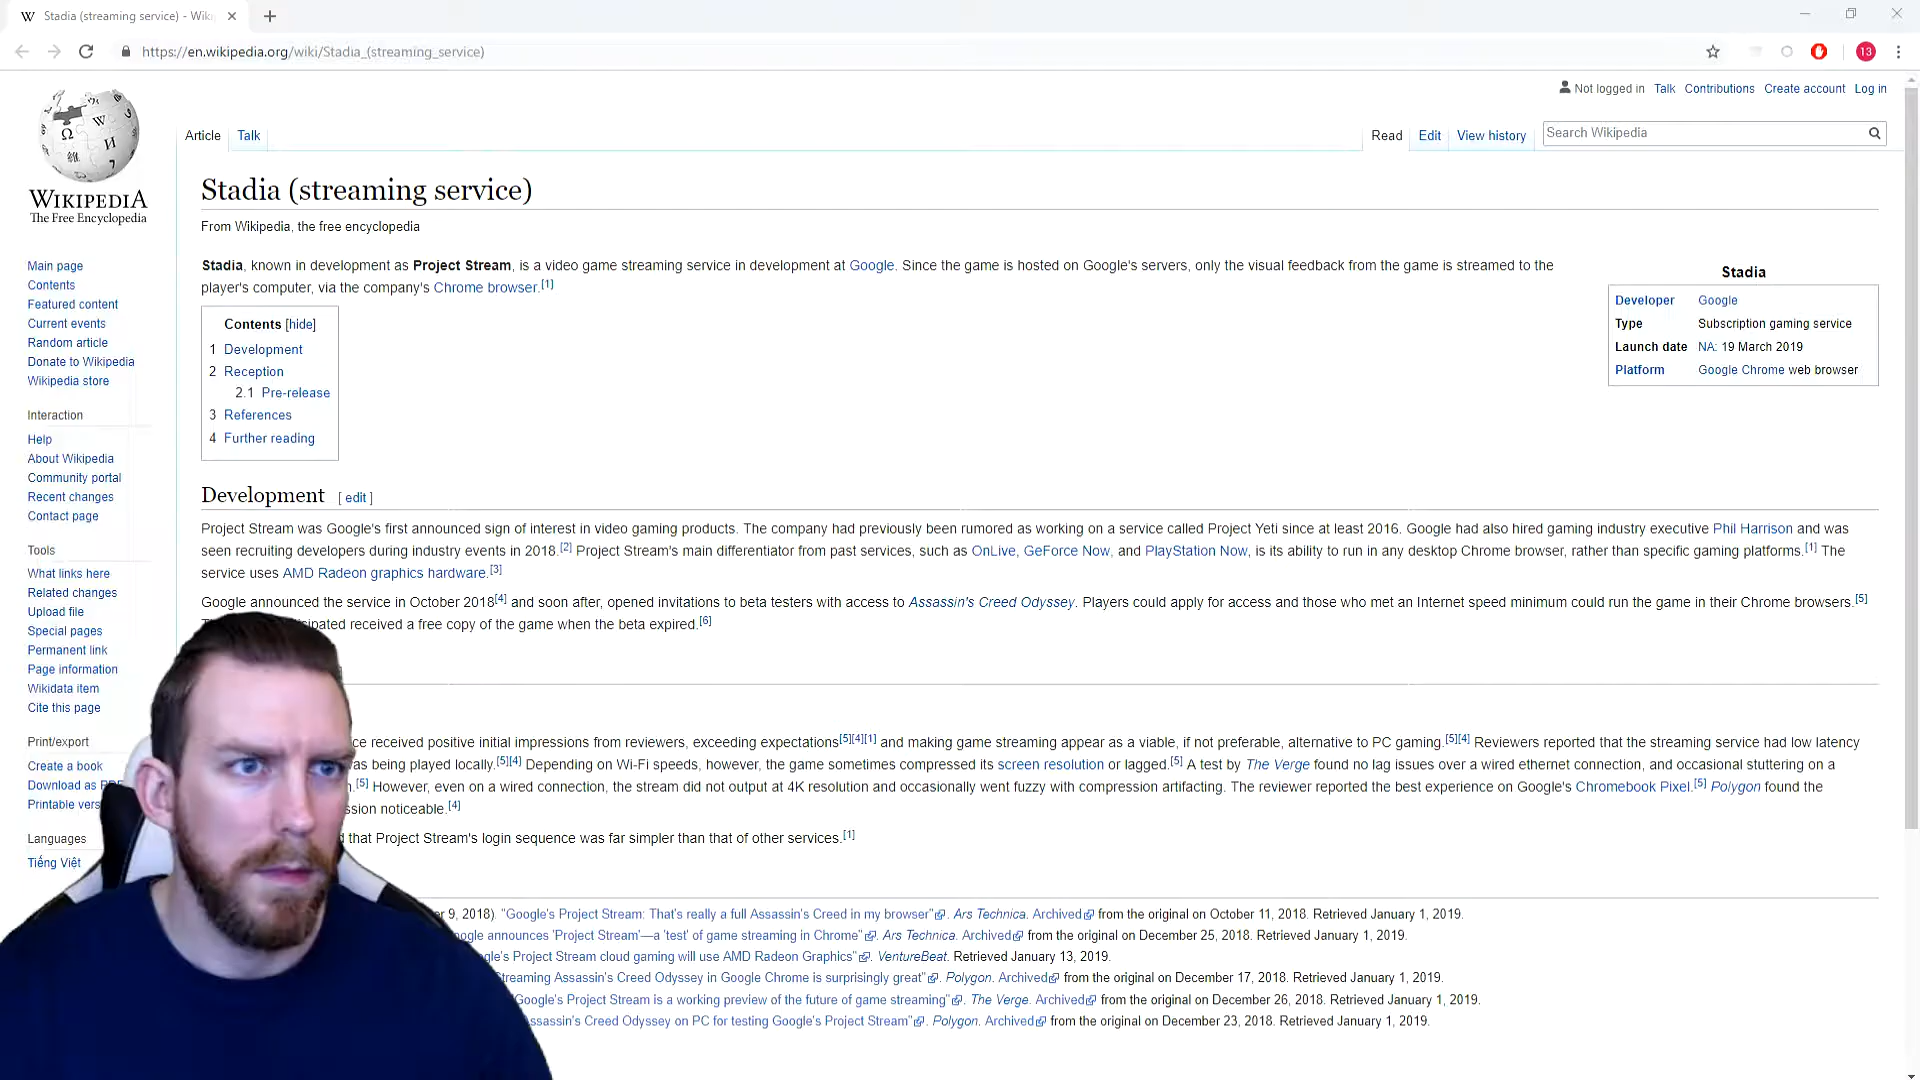 Stadia (streaming service) - Wiki
https://en.wikipedia.org/wiki/Stadia_(streaming_service)
13
Not logged in Talk Contributions Create account Log in
Article Talk
Read Edit View history
Search Wikipedia
WIKIPEDIA
The Free Encyclopedia
Main page
Contents
Featured content
Current events
Random article
Donate to Wikipedia
Wikipedia store
Interaction
Help
About Wikipedia
Community portal
Recent changes
Contact page
Tools
What links here
Related changes
Upload file
Special pages
Permanent link
Page information
Wikidata item
Cite this page
Print/export
Create a book
Download as PDF
Printable vers
Languages
Tiếng Việt
Stadia (streaming service)
From Wikipedia, the free encyclopedia
Stadia, known in development as Project Stream, is a video game streaming service in development at Google. Since the game is hosted on Google's servers, only the visual feedback from the game is streamed to the
player's computer, via the company's Chrome browser.[1]
Stadia
Developer Google
Type Subscription gaming service
Launch date NA: 19 March 2019
Platform Google Chrome web browser
Contents [hide]
1 Development
2 Reception
2.1 Pre-release
3 References
4 Further reading
Development [ edit ]
Project Stream was Google's first announced sign of interest in video gaming products. The company had previously been rumored as working on a service called Project Yeti since at least 2016. Google had also hired gaming industry executive Phil Harrison and was
seen recruiting developers during industry events in 2018.[2] Project Stream's main differentiator from past services, such as OnLive, GeForce Now, and PlayStation Now, is its ability to run in any desktop Chrome browser, rather than specific gaming platforms.[1] The
service uses AMD Radeon graphics hardware.[3]
Google announced the service in October 2018[4] and soon after, opened invitations to beta testers with access to Assassin's Creed Odyssey. Players could apply for access and those who met an Internet speed minimum could run the game in their Chrome browsers.[5]
ipated received a free copy of the game when the beta expired.[6]
ce received positive initial impressions from reviewers, exceeding expectations[5][4][1] and making game streaming appear as a viable, if not preferable, alternative to PC gaming.[5][4] Reviewers reported that the streaming service had low latency
as being played locally.[5][4] Depending on Wi-Fi speeds, however, the game sometimes compressed its screen resolution or lagged.[5] A test by The Verge found no lag issues over a wired ethernet connection, and occasional stuttering on a
n.[5] However, even on a wired connection, the stream did not output at 4K resolution and occasionally went fuzzy with compression artifacting. The reviewer reported the best experience on Google's Chromebook Pixel.[5] Polygon found the
ssion noticeable.[4]
that Project Stream's login sequence was far simpler than that of other services.[1]
er 9, 2018). "Google's Project Stream: That's really a full Assassin's Creed in my browser". Ars Technica. Archived from the original on October 11, 2018. Retrieved January 1, 2019.
ogle announces 'Project Stream'—a 'test' of game streaming in Chrome". Ars Technica. Archived from the original on December 25, 2018. Retrieved January 1, 2019.
gle's Project Stream cloud gaming will use AMD Radeon Graphics". VentureBeat. Retrieved January 13, 2019.
Streaming Assassin's Creed Odyssey in Google Chrome is surprisingly great". Polygon. Archived from the original on December 17, 2018. Retrieved January 1, 2019.
"Google's Project Stream is a working preview of the future of game streaming". The Verge. Archived from the original on December 26, 2018. Retrieved January 1, 2019.
Assassin's Creed Odyssey on PC for testing Google's Project Stream". Polygon. Archived from the original on December 23, 2018. Retrieved January 1, 2019.